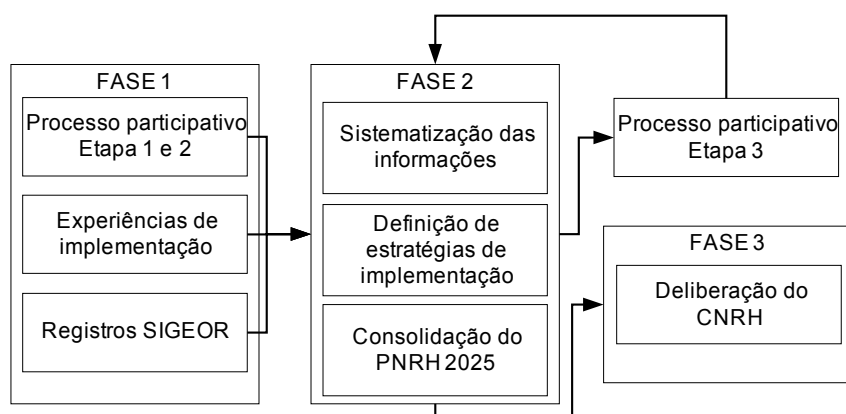 FASE 1
Processo participativo
Etapa 1 e 2
Experiências de
implementação
Registros SIGEOR
FASE 2
Sistematização das
informações
Definição de
estratégias de
implementação
Consolidação do
PNRH 2025
Processo participativo
Etapa 3
FASE 3
Deliberação do
CNRH